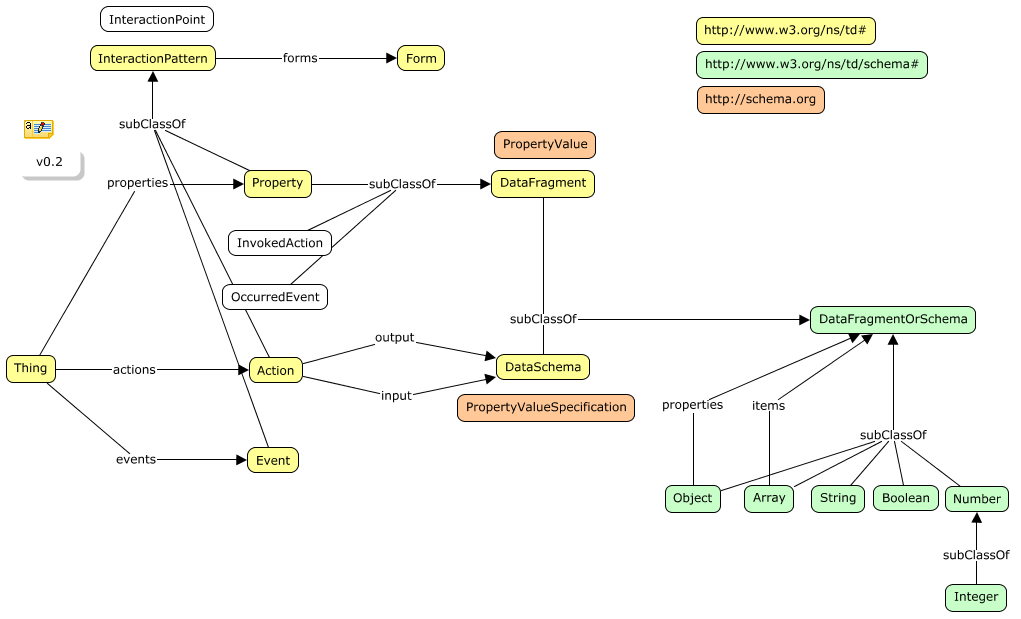 InteractionPoint
http://www.w3.org/ns/td#
InteractionPattern
forms
Form
http://www.w3.org/ns/td/schema#
http://schema.org
subClassOf
a
v0.2
PropertyValue
properties
Property
subClassOf
DataFragment
InvokedAction
OccurredEvent
subClassOf
DataFragmentOrSchema
output
Thing
actions
Action
DataSchema
input
PropertyValueSpecification
properties
items
subClassOf
events
Event
Object
Array
String
Boolean
Number
subClassOf
Integer